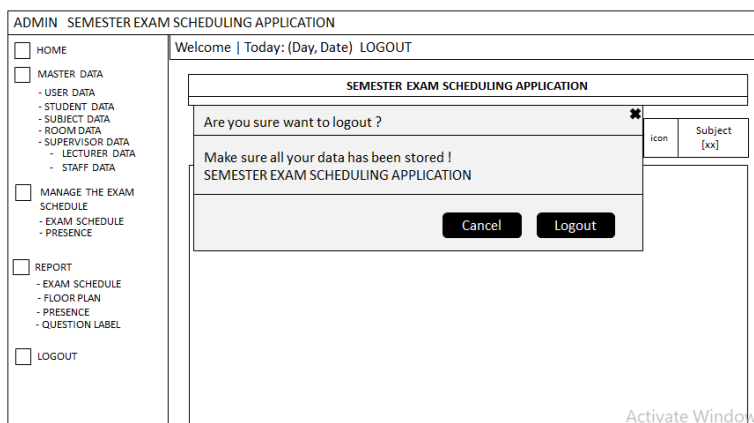 ADMIN SEMESTER EXAM SCHEDULING APPLICATION
HOME
MASTER DATA
- USER DATA
- STUDENT DATA
- SUBJECT DATA
- ROOM DATA
- SUPERVISOR DATA
- LECTURER DATA
- STAFF DATA
MANAGE THE EXAM
SCHEDULE
- EXAM SCHEDULE
- PRESENCE
REPORT
- EXAM SCHEDULE
- FLOOR PLAN
- PRESENCE
- QUESTION LABEL
LOGOUT
Welcome | Today: (Day, Date) LOGOUT
SEMESTER EXAM SCHEDULING APPLICATION
Are you sure want to logout ?
Make sure all your data has been stored !
SEMESTER EXAM SCHEDULING APPLICATION
Cancel Logout
icon
Subject
[xx]
Activate Window